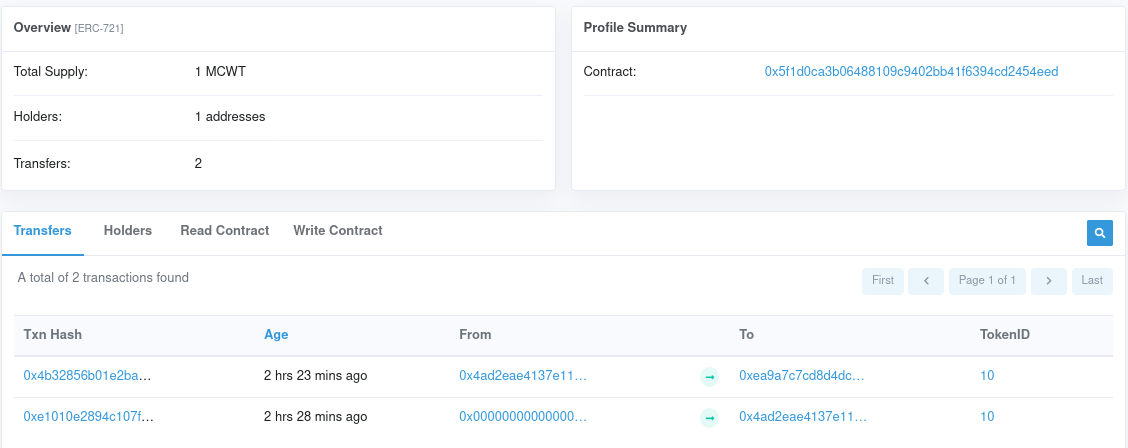 Overview [ERC-721]
Total Supply: 1 MCWT
Holders: 1 addresses
Transfers: 2
Profile Summary
Contract: 0x5f1d0ca3b06488109c9402bb41f6394cd2454eed
Transfers Holders Read Contract Write Contract
A total of 2 transactions found
First Page 1 of 1 Last
Txn Hash Age From To TokenID
0x4b32856b01e2ba… 2 hrs 23 mins ago 0x4ad2eae4137e11… 0xea9a7c7cd8d4dc… 10
0xe1010e2894c107f… 2 hrs 28 mins ago 0x00000000000000… 0x4ad2eae4137e11… 10